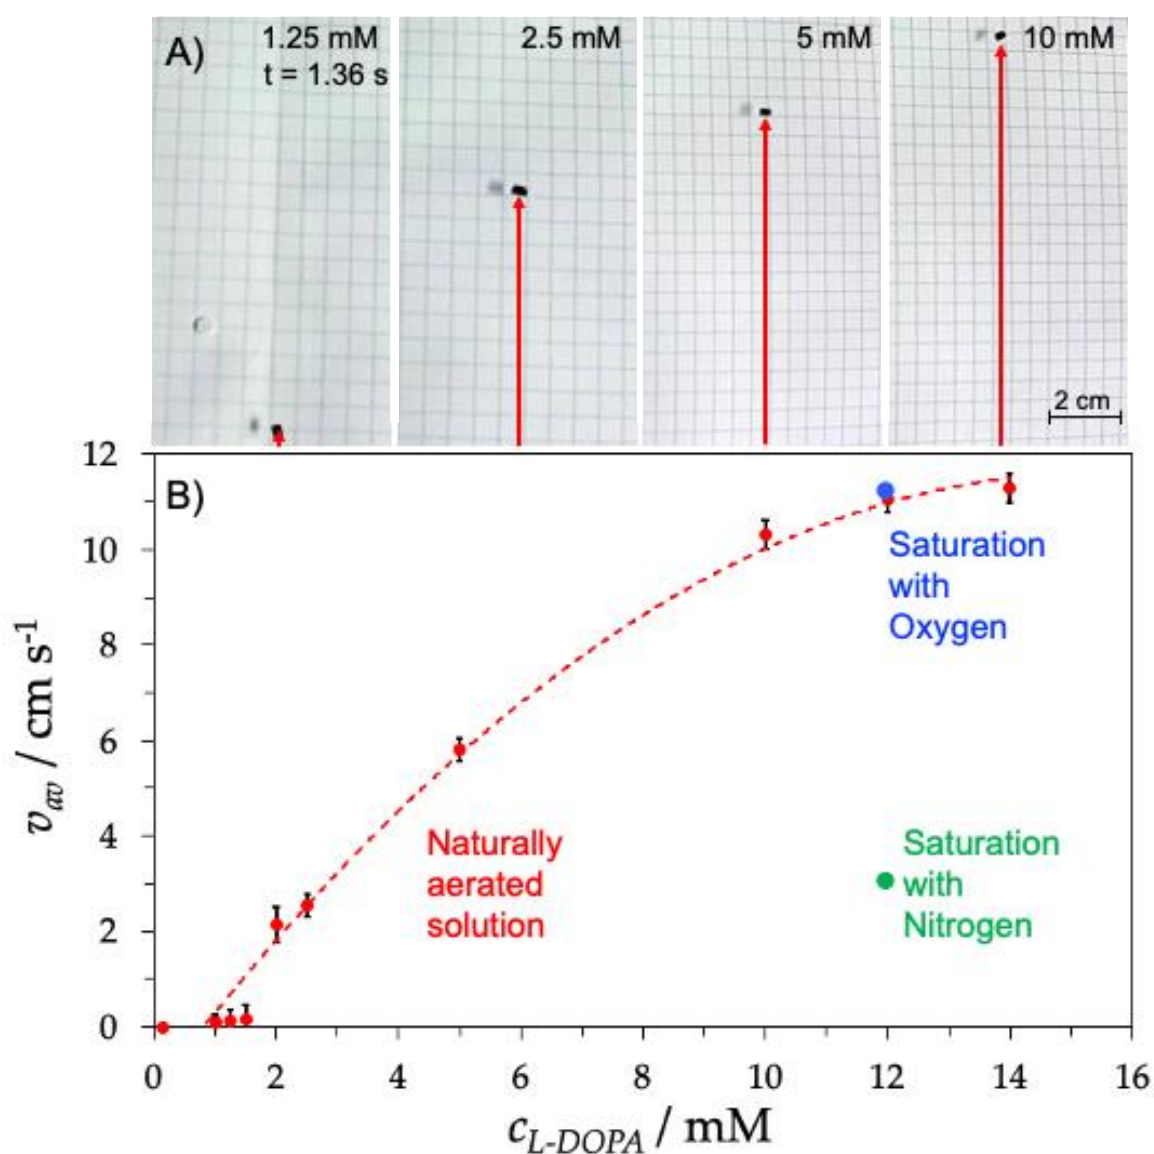 A)
1.25 mM
t = 1.36 s
2.5 mM
5 mM
10 mM
2 cm
B)
12
10
8
6
4
2
0
v_av / cm s⁻¹
Saturation
with
Oxygen
Naturally
aerated
solution
Saturation
with
Nitrogen
0 2 4 6 8 10 12 14 16
c_L-DOPA / mM